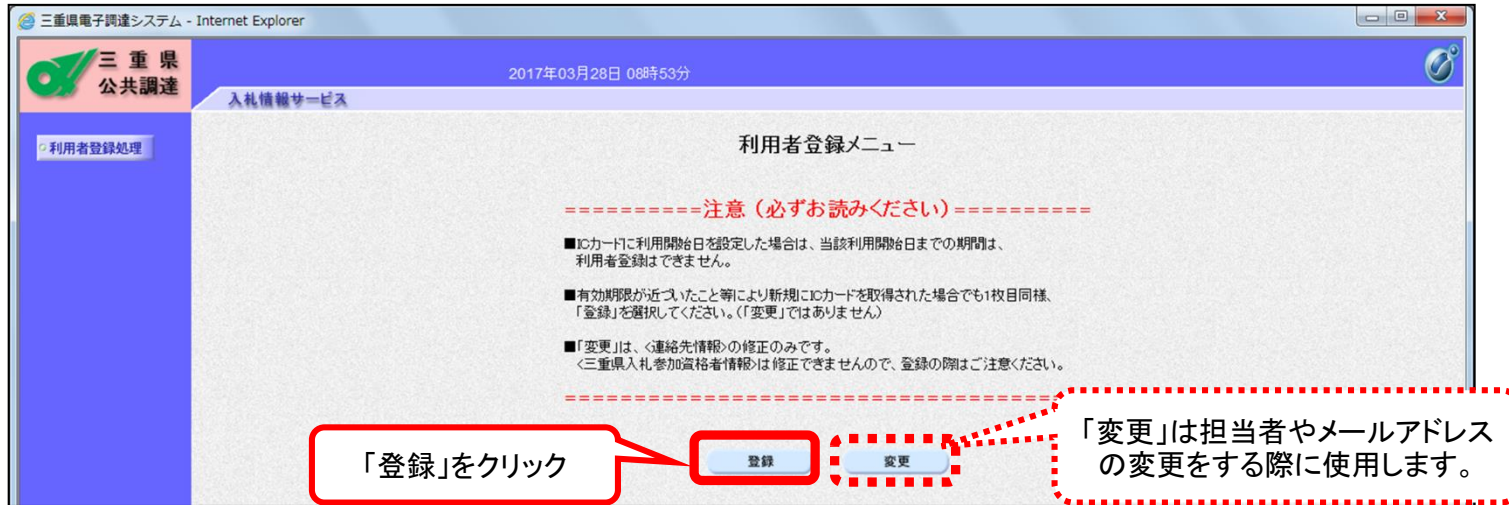 三重県電子調達システム - Internet Explorer
三重県
公共調達
2017年03月28日 08時53分
入札情報サービス
利用者登録処理
利用者登録メニュー
==========注意（必ずお読みください）==========
■ICカードに利用開始日を設定した場合は、当該利用開始日までの期間は、
利用者登録はできません。
■有効期限が近づいたこと等により新規にICカードを取得された場合でも1枚目同様、
「登録」を選択してください。（「変更」ではありません）
■「変更」は、<連絡先情報>の修正のみです。
<三重県入札参加資格者情報>は修正できませんので、登録の際はご注意ください。
====================================
「登録」をクリック
登録
変更
「変更」は担当者やメールアドレス
の変更をする際に使用します。